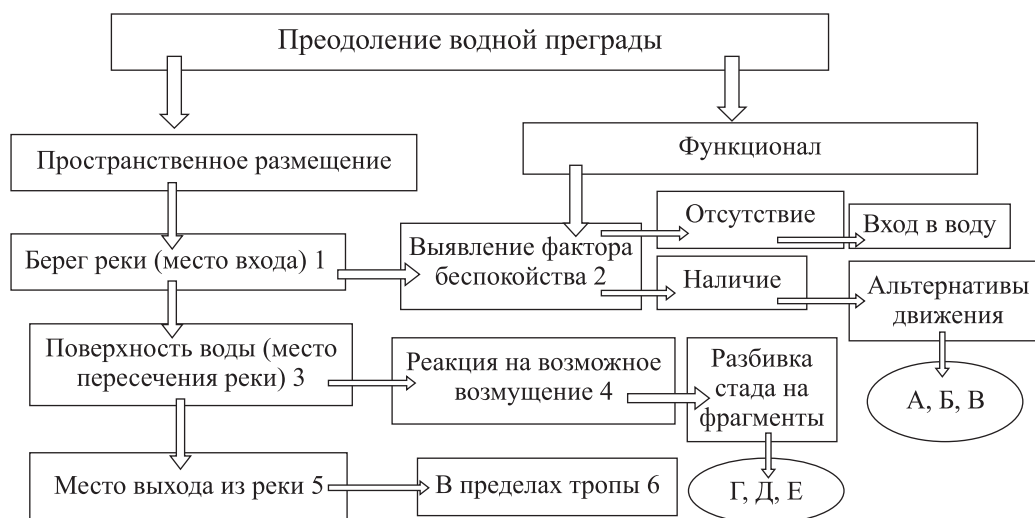 Преодоление водной преграды
Пространственное размещение
Функционал
Берег реки (место входа) 1
Выявление фактора
беспокойства 2
Отсутствие
Вход в воду
Наличие
Альтернативы
движения
А, Б, В
Поверхность воды (место
пересечения реки) 3
Реакция на возможное
возмущение 4
Разбивка
стада на
фрагменты
Г, Д, Е
Место выхода из реки 5
В пределах тропы 6